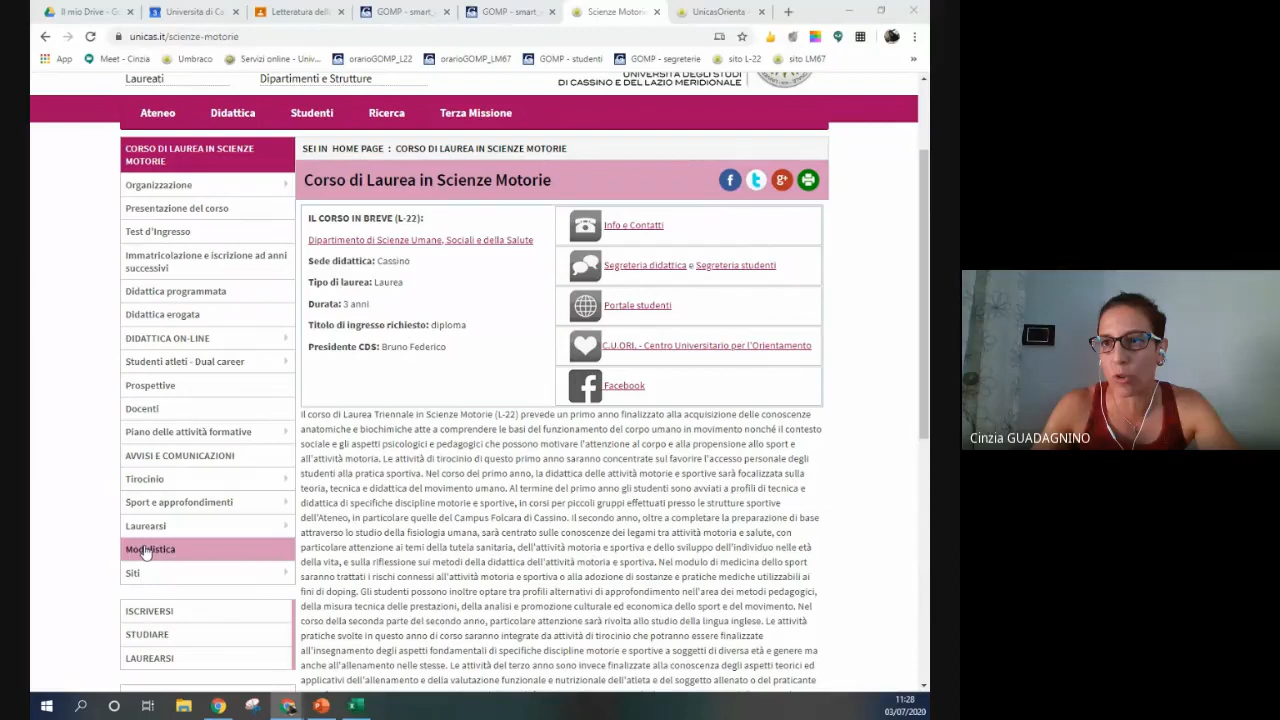 Il mio Drive - G
Università di Ca
Letteratura dell
GOMP - smart_
GOMP - smart_
Scienze Motori
UnicasOrienta -
unicas.it/scienze-motorie
App
Meet - Cinzia
Umbraco
Servizi online - Univ...
orarioGOMP_L22
orarioGOMP_LM67
GOMP - studenti
GOMP - segreterie
sito L-22
sito LM67
Laureati
Dipartimenti e Strutture
UNIVERSITÀ DEGLI STUDI
DI CASSINO E DEL LAZIO MERIDIONALE
Ateneo
Didattica
Studenti
Ricerca
Terza Missione
CORSO DI LAUREA IN SCIENZE
MOTORIE
Organizzazione
Presentazione del corso
Test d'Ingresso
Immatricolazione e iscrizione ad anni
successivi
Didattica programmata
Didattica erogata
DIDATTICA ON-LINE
Studenti atleti - Dual career
Prospettive
Docenti
Piano delle attività formative
AVVISI E COMUNICAZIONI
Tirocinio
Sport e approfondimenti
Laurearsi
Modulistica
Siti
ISCRIVERSI
STUDIARE
LAUREARSI
SEI IN HOME PAGE : CORSO DI LAUREA IN SCIENZE MOTORIE
Corso di Laurea in Scienze Motorie
IL CORSO IN BREVE (L-22):
Dipartimento di Scienze Umane, Sociali e della Salute
Sede didattica: Cassino
Tipo di laurea: Laurea
Durata: 3 anni
Titolo di ingresso richiesto: diploma
Presidente CDS: Bruno Federico
Info e Contatti
Segreteria didattica e Segreteria studenti
Portale studenti
C.U.ORI. - Centro Universitario per l'Orientamento
Facebook
Il corso di Laurea Triennale in Scienze Motorie (L-22) prevede un primo anno finalizzato alla acquisizione delle conoscenze
anatomiche e biochimiche atte a comprendere le basi del funzionamento del corpo umano in movimento nonché il contesto
sociale e gli aspetti psicologici e pedagogici che possono motivare l'attenzione al corpo e alla propensione allo sport e
all'attività motoria. Le attività di tirocinio di questo primo anno saranno concentrate sul favorire l'accesso personale degli
studenti alla pratica sportiva. Nel corso del primo anno, la didattica delle attività motorie e sportive sarà focalizzata sulla
teoria, tecnica e didattica del movimento umano. Al termine del primo anno gli studenti sono avviati a profili di tecnica e
didattica di specifiche discipline motorie e sportive, in corsi per piccoli gruppi effettuati presso le strutture sportive
dell'Ateneo, in particolare quelle del Campus Folcara di Cassino. Il secondo anno, oltre a completare la preparazione di base
attraverso lo studio della fisiologia umana, sarà centrato sulle conoscenze dei legami tra attività motoria e salute, con
particolare attenzione ai temi della tutela sanitaria, dell'attività motoria e sportiva e dello sviluppo dell'individuo nelle età
della vita, e sulla riflessione sui metodi della didattica dell'attività motoria e sportiva. Nel modulo di medicina dello sport
saranno trattati i rischi connessi all'attività motoria e sportiva o alla adozione di sostanze e pratiche mediche utilizzabili ai
fini di doping. Gli studenti possono inoltre optare tra profili alternativi di approfondimento nell'area dei metodi pedagogici,
della misura tecnica delle prestazioni, della analisi e promozione culturale ed economica dello sport e del movimento. Nel
corso della seconda parte del secondo anno, particolare attenzione sarà rivolta allo studio della lingua inglese. Le attività
pratiche svolte in questo anno di corso saranno integrate da attività di tirocinio che potranno essere finalizzate
all'insegnamento degli aspetti fondamentali di specifiche discipline motorie e sportive a soggetti di diversa età e genere ma
anche all'allenamento nelle stesse. Le attività del terzo anno sono invece finalizzate alla conoscenza degli aspetti teorici ed
applicativi dell'allenamento e della valutazione funzionale e nutrizionale dell'atleta e del soggetto allenato o del praticante
Cinzia GUADAGNINO
11:28
03/07/2020